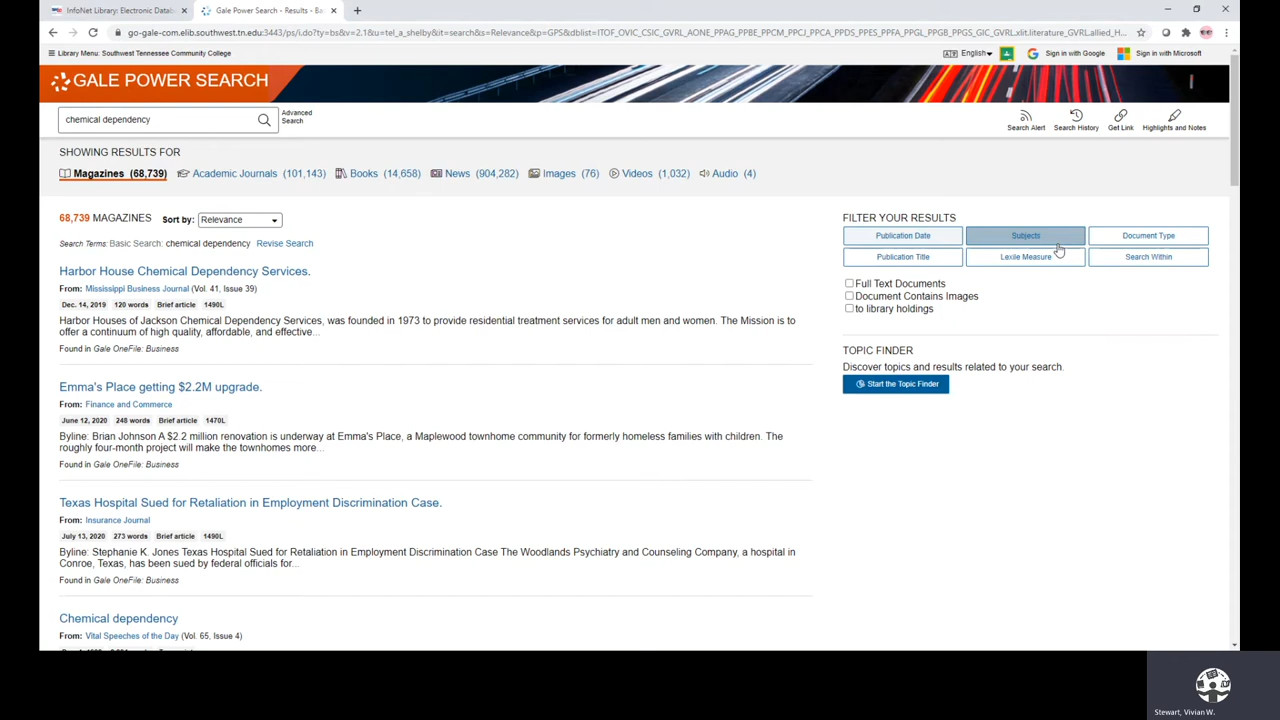 InfoNet Library: Electronic Datab
Gale Power Search - Results - Ba
go-gale-com.elib.southwest.tn.edu:3443/ps/i.do?ty=bs&v=2.1&u=tel_a_shelby&it=search&s=Relevance&p=GPS&dblist=ITOF_OVIC_CSIC_GVRL_AONE_PPAG_PPBE_PPCM_PPCJ_PPCA_PPDS_PPES_PPFA_PPGL_PPGB_PPGS_GIC_GVRL.xlit.literature_GVRL.allied_H...
Library Menu: Southwest Tennessee Community College
English
Sign in with Google
Sign in with Microsoft
GALE POWER SEARCH
chemical dependency
Advanced
Search
Search Alert
Search History
Get Link
Highlights and Notes
SHOWING RESULTS FOR
Magazines (68,739)
Academic Journals (101,143)
Books (14,658)
News (904,282)
Images (76)
Videos (1,032)
Audio (4)
68,739 MAGAZINES
Sort by: Relevance
Search Terms: Basic Search: chemical dependency Revise Search
Harbor House Chemical Dependency Services.
From: Mississippi Business Journal (Vol. 41, Issue 39)
Dec. 14, 2019 120 words Brief article 1490L
Harbor Houses of Jackson Chemical Dependency Services, was founded in 1973 to provide residential treatment services for adult men and women. The Mission is to
offer a continuum of high quality, affordable, and effective...
Found in Gale OneFile: Business
Emma's Place getting $2.2M upgrade.
From: Finance and Commerce
June 12, 2020 248 words Brief article 1470L
Byline: Brian Johnson A $2.2 million renovation is underway at Emma's Place, a Maplewood townhome community for formerly homeless families with children. The
roughly four-month project will make the townhomes more...
Found in Gale OneFile: Business
Texas Hospital Sued for Retaliation in Employment Discrimination Case.
From: Insurance Journal
July 13, 2020 273 words Brief article 1490L
Byline: Stephanie K. Jones Texas Hospital Sued for Retaliation in Employment Discrimination Case The Woodlands Psychiatry and Counseling Company, a hospital in
Conroe, Texas, has been sued by federal officials for...
Found in Gale OneFile: Business
Chemical dependency
From: Vital Speeches of the Day (Vol. 65, Issue 4)
FILTER YOUR RESULTS
Publication Date
Subjects
Document Type
Publication Title
Lexile Measure
Search Within
Full Text Documents
Document Contains Images
to library holdings
TOPIC FINDER
Discover topics and results related to your search.
Start the Topic Finder
Stewart, Vivian W.